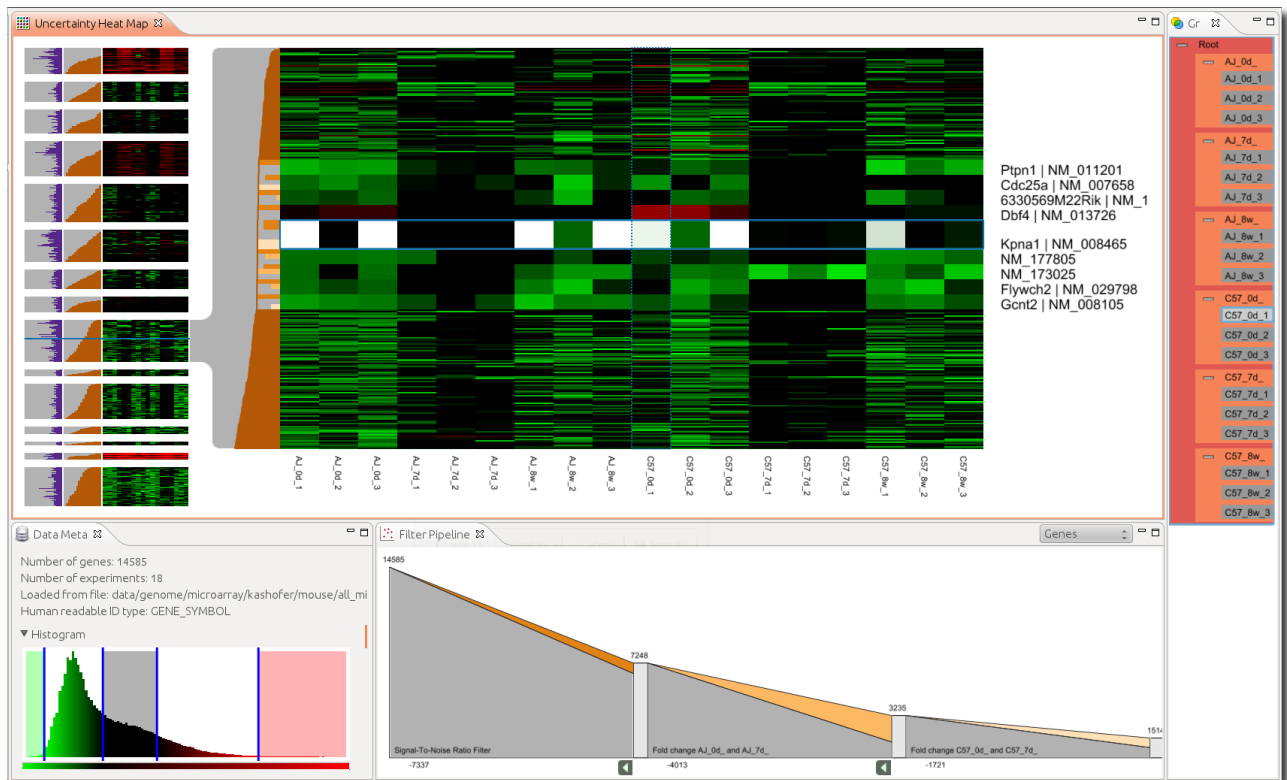 Uncertainty Heat Map
Gr
Root
AJ_0d_
AJ_0d_1
AJ_0d_2
AJ_0d_3
AJ_7d_
AJ_7d_1
AJ_7d_2
AJ_7d_3
AJ_8w_
AJ_8w_1
AJ_8w_2
AJ_8w_3
C57_0d_
C57_0d_1
C57_0d_2
C57_0d_3
C57_7d_
C57_7d_1
C57_7d_2
C57_7d_3
C57_8w_
C57_8w_1
C57_8w_2
C57_8w_3
Ptpn1 | NM_011201
Cdc25a | NM_007658
6330569M22Rik | NM_1
Dbf4 | NM_013726
Kpna1 | NM_008465
NM_177805
NM_173025
Flywch2 | NM_029798
Gcnt2 | NM_008105
AJ_0d_1
AJ_0d_2
AJ_0d_3
AJ_7d_1
AJ_7d_2
AJ_7d_3
AJ_8w_1
AJ_8w_2
AJ_8w_3
C57_0d_1
C57_0d_2
C57_0d_3
C57_7d_1
C57_7d_2
C57_7d_3
C57_8w_1
C57_8w_2
C57_8w_3
Data Meta
Number of genes: 14585
Number of experiments: 18
Loaded from file: data/genome/microarray/kashofer/mouse/all_mi
Human readable ID type: GENE_SYMBOL
Histogram
Filter Pipeline
Genes
14585
7248
3235
1514
Signal-To-Noise Ratio Filter
Fold change AJ_0d_ and AJ_7d_
Fold change C57_0d_ and C57_7d_
-7337
-4013
-1721